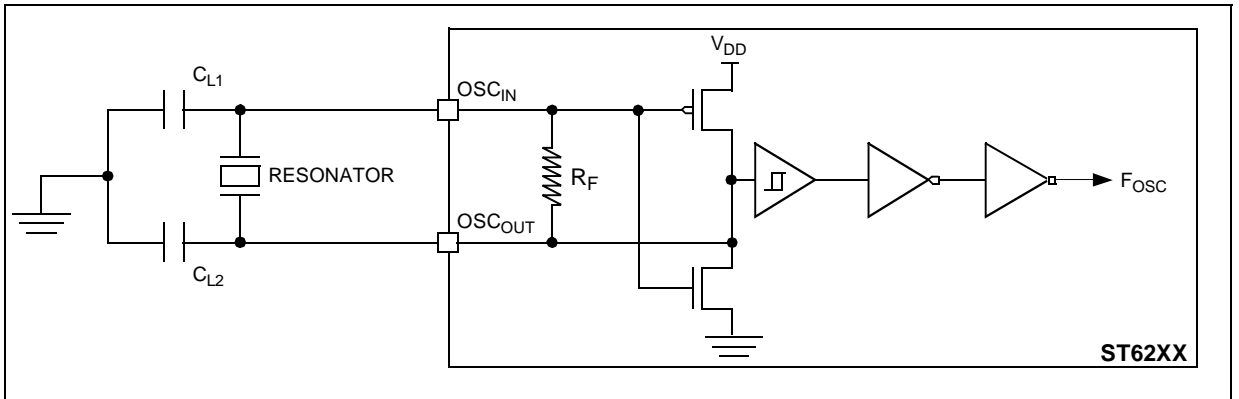 V_DD
C_L1
OSC_IN
RESONATOR
R_F
F_OSC
OSC_OUT
C_L2
ST62XX